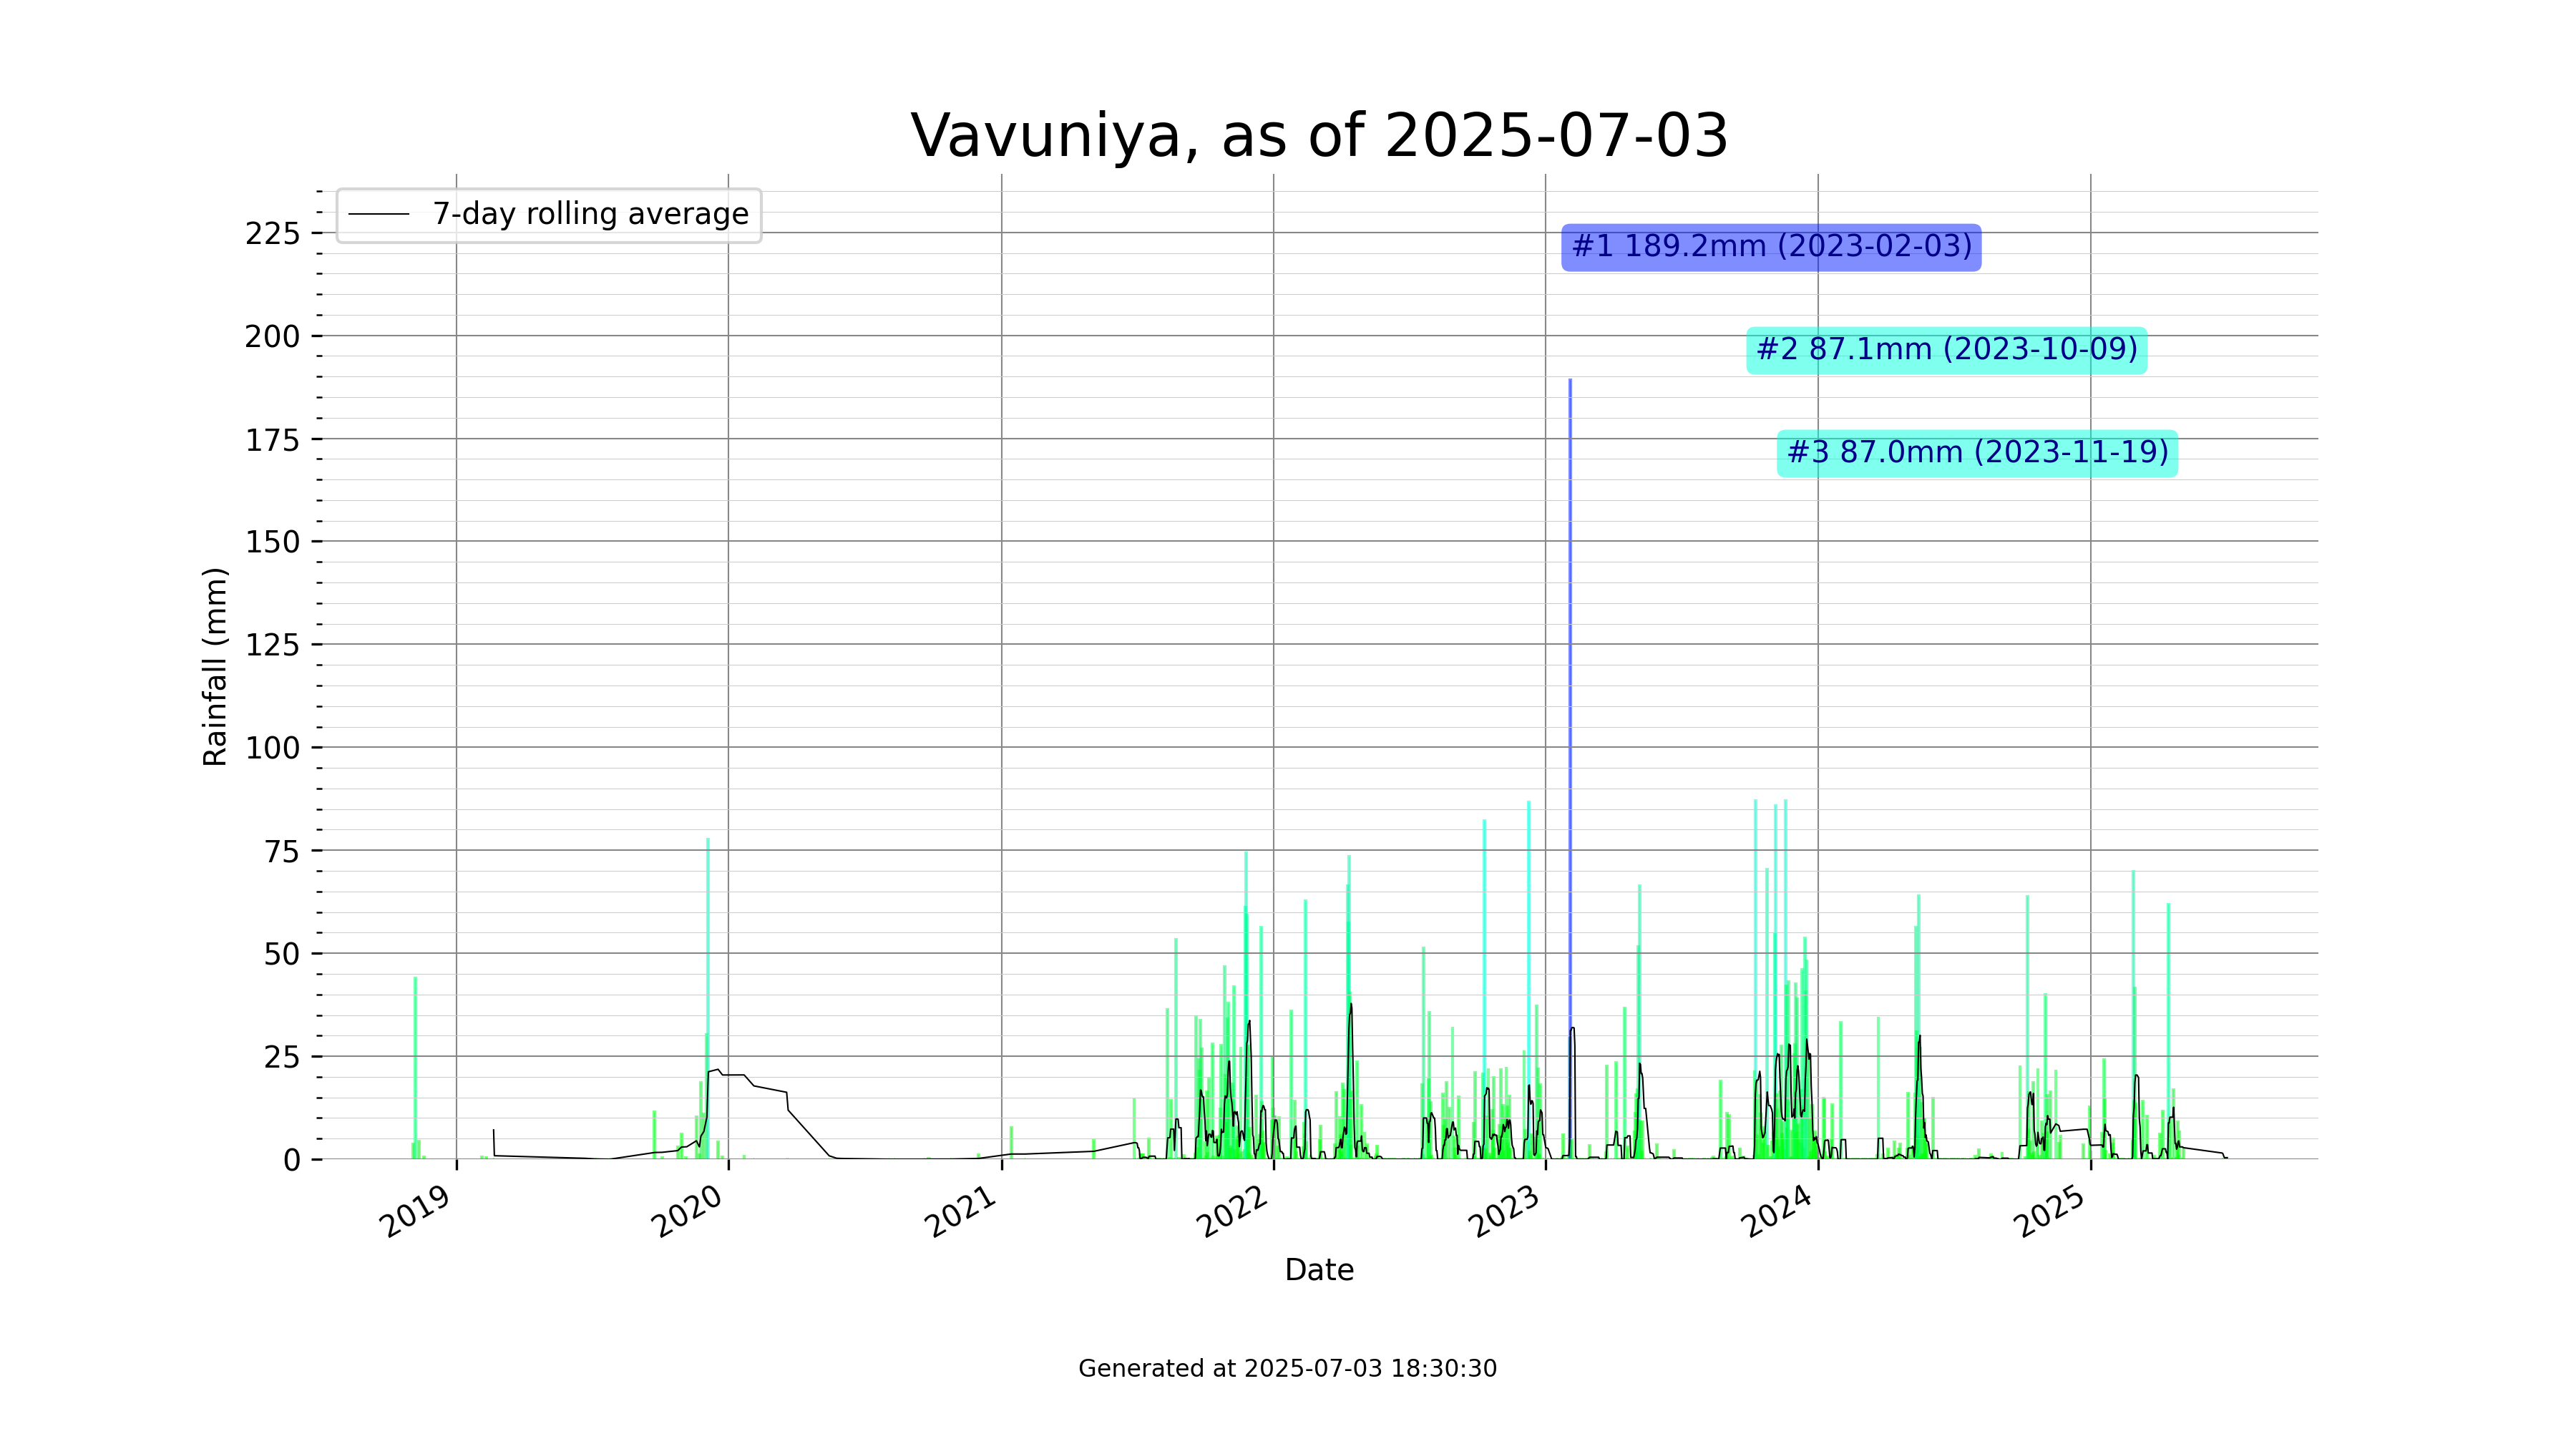 Vavuniya, as of 2025-07-03
7-day rolling average
#1 189.2mm (2023-02-03)
#2 87.1mm (2023-10-09)
#3 87.0mm (2023-11-19)
225
200
175
150
125
100
75
50
25
0
Rainfall (mm)
2019
2020
2021
2022
2023
2024
2025
Date
Generated at 2025-07-03 18:30:30